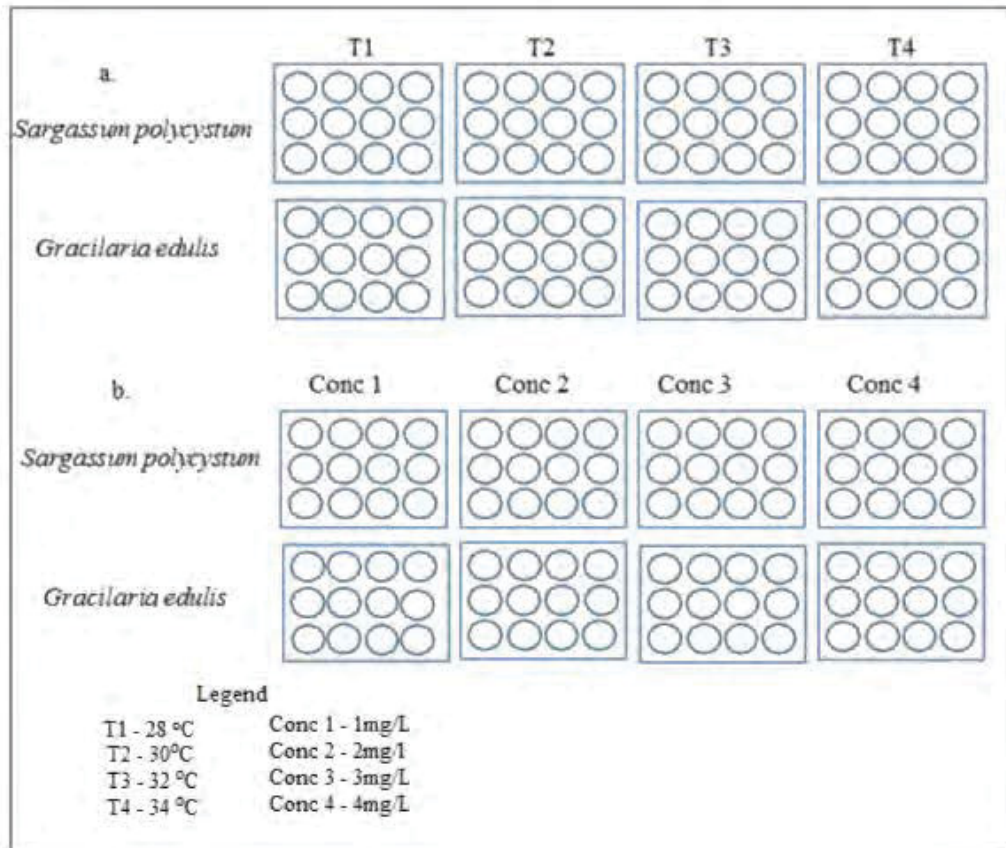 T1 T2 T3 T4
a.
Sargassum polycystum
Gracilaria edulis
b.
Conc 1 Conc 2 Conc 3 Conc 4
Sargassum polycystum
Gracilaria edulis
Legend
T1 - 28 °C Conc 1 - 1mg/L
T2 - 30°C Conc 2 - 2mg/l
T3 - 32 °C Conc 3 - 3mg/L
T4 - 34 °C Conc 4 - 4mg/L